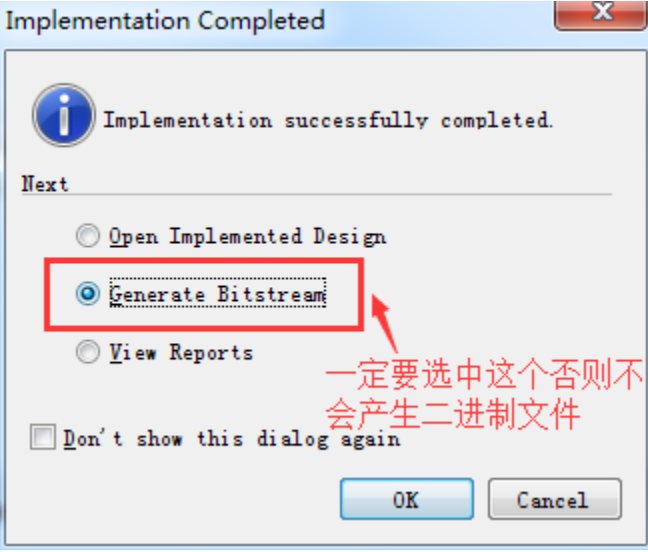 Implementation Completed
Implementation successfully completed.
Next
Open Implemented Design
Generate Bitstream
View Reports
一定要选中这个否则不
会产生二进制文件
Don't show this dialog again
OK
Cancel